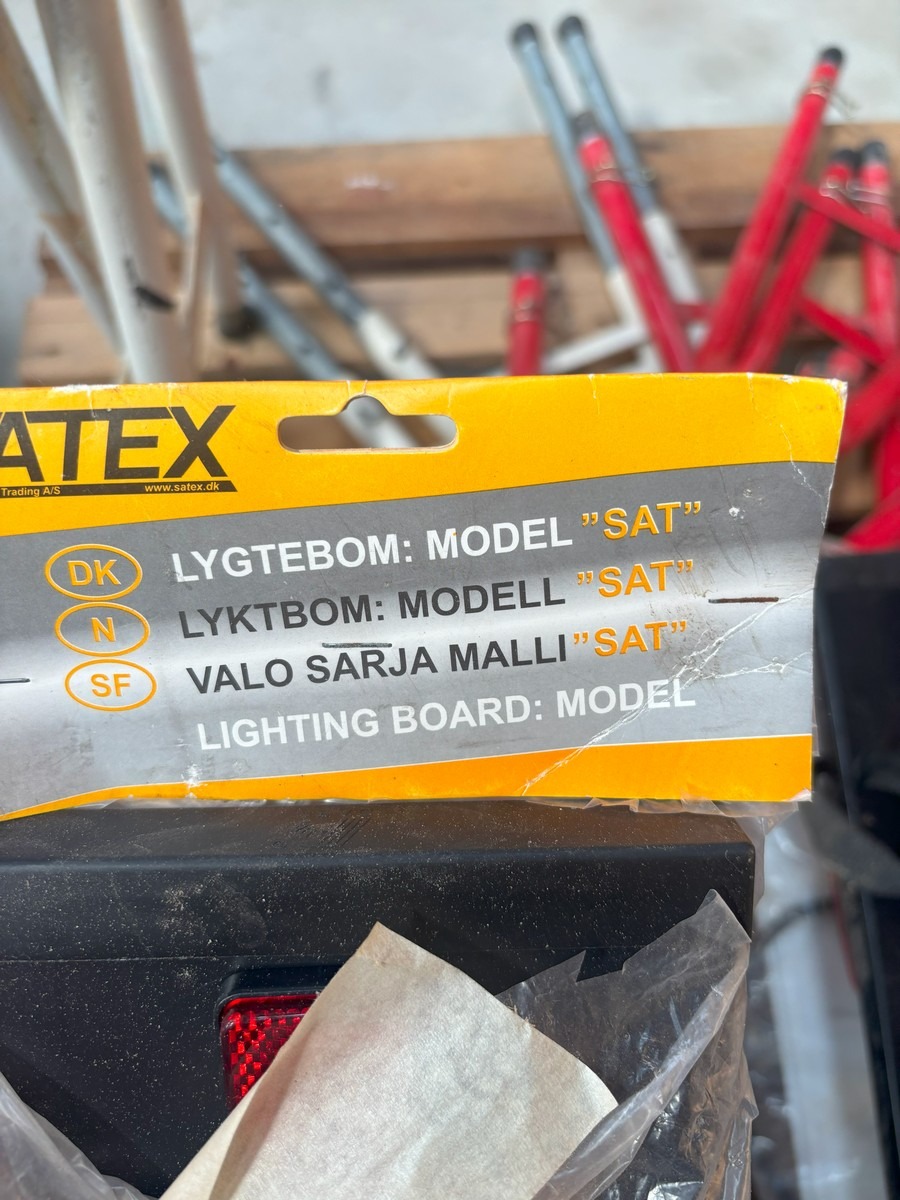 ATEX
Trading A/S www.satex.dk
DK LYGTEBOM: MODEL "SAT"
N LYKTBOM: MODELL "SAT"
SF VALO SARJA MALLI "SAT"
LIGHTING BOARD: MODEL